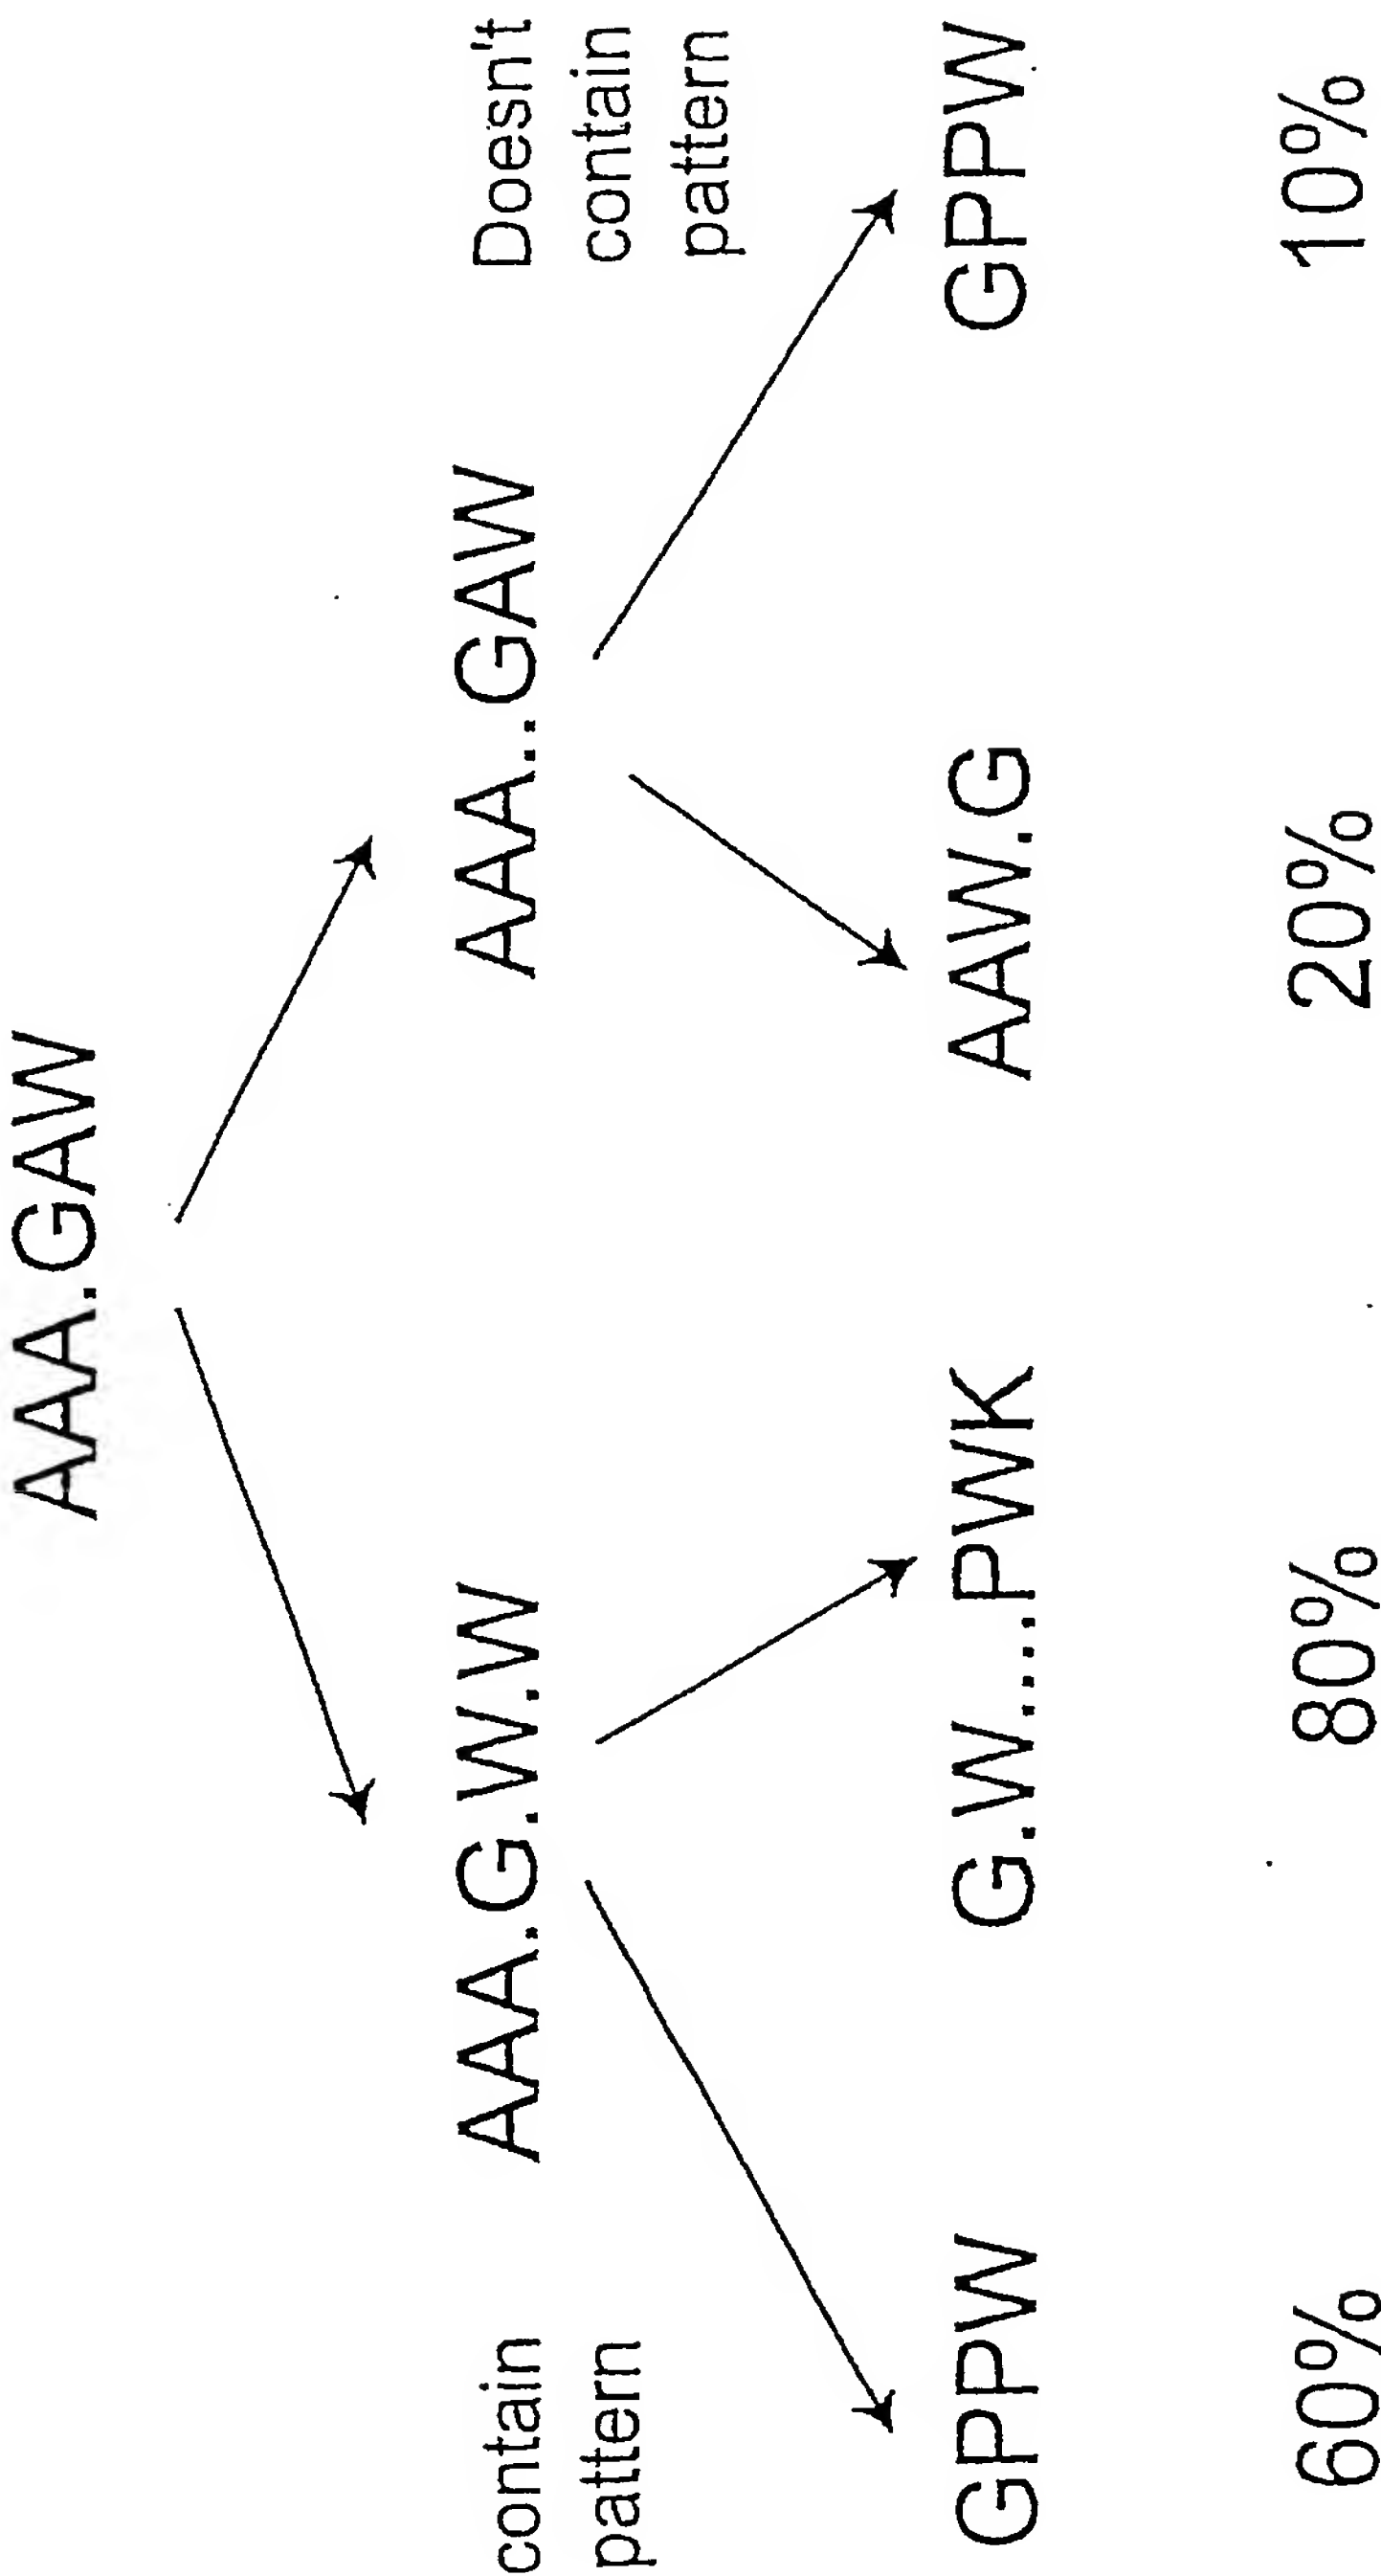 AAA.GAW
contain
pattern
AAA.G.W.W
AAA..GAW
Doesn't
contain
pattern
GPPW
G.W....PWK
AAW.G
GPPW
60%
80%
20%
10%